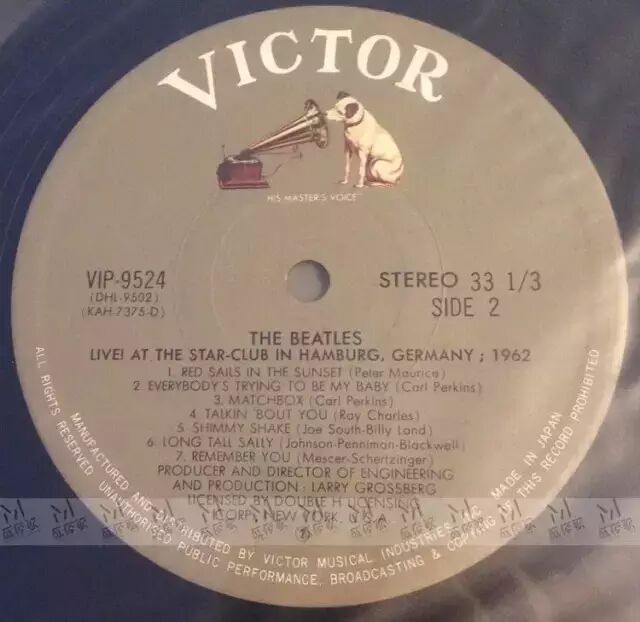 VICTOR
"HIS MASTER'S VOICE"
VIP-9524
(DHL-9502)
(KAH-7375-D)
STEREO 33 1/3
SIDE 2
THE BEATLES
LIVE! AT THE STAR-CLUB IN HAMBURG, GERMANY ; 1962
1. RED SAILS IN THE SUNSET (Peter Maurice)
2. EVERYBODY'S TRYING TO BE MY BABY (Carl Perkins)
3. MATCHBOX (Carl Perkins)
4. TALKIN 'BOUT YOU (Ray Charles)
5. SHIMMY SHAKE (Joe South-Billy Land)
6. LONG TALL SALLY (Johnson-Penniman-Blackwell)
7. REMEMBER YOU (Mescer-Schertzinger)
PRODUCER AND DIRECTOR OF ENGINEERING
AND PRODUCTION : LARRY GROSSBERG
LICENSED BY DOUBLE H LICENSING
CORP., NEW YORK, U.S.A.
ALL RIGHTS RESERVED. UNAUTHORISED PUBLIC PERFORMANCE, BROADCASTING & COPYING OF THIS RECORD PROHIBITED
MANUFACTURED AND DISTRIBUTED BY VICTOR MUSICAL INDUSTRIES, INC. MADE IN JAPAN